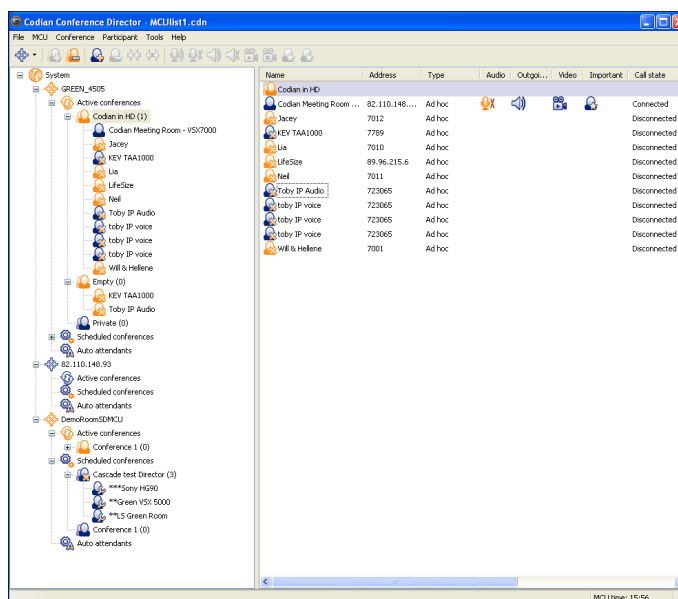 Codian Conference Director - MCUlist1.cdn
File MCU Conference Participant Tools Help
System
GREEN_4505
Active conferences
Codian in HD (1)
Codian Meeting Room - VSX7000
Jacey
KEV TAA1000
Lia
LifeSize
Neil
Toby IP Audio
toby IP voice
toby IP voice
toby IP voice
Will & Hellene
Empty (0)
KEV TAA1000
Toby IP Audio
Private (0)
Scheduled conferences
Auto attendants
82.110.148.93
Active conferences
Scheduled conferences
Auto attendants
DemoRoomSDMCU
Active conferences
Conference 1 (0)
Scheduled conferences
Cascade test Director (3)
***Sony HG90
**Green VSX 5000
**LS Green Room
Conference 1 (0)
Auto attendants
Name Address Type Audio Outgoi... Video Important Call state
Codian in HD
Codian Meeting Room ... 82.110.148.... Ad hoc Connected
Jacey 7012 Ad hoc Disconnected
KEV TAA1000 7789 Ad hoc Disconnected
Lia 7010 Ad hoc Disconnected
LifeSize 89.96.215.6 Ad hoc Disconnected
Neil 7011 Ad hoc Disconnected
Toby IP Audio 723065 Ad hoc Disconnected
toby IP voice 723065 Ad hoc Disconnected
toby IP voice 723065 Ad hoc Disconnected
toby IP voice 723065 Ad hoc Disconnected
Will & Hellene 7001 Ad hoc Disconnected
MCU time: 15:56